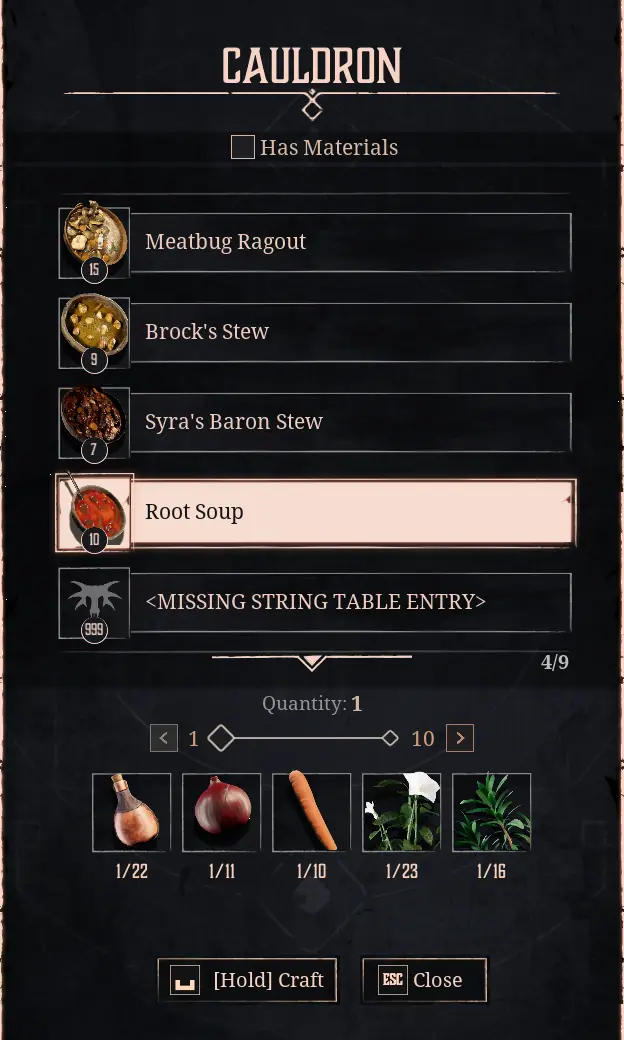 CAULDRON
Has Materials
15
Meatbug Ragout
9
Brock's Stew
7
Syra's Baron Stew
10
Root Soup
999
<MISSING STRING TABLE ENTRY>
4/9
Quantity: 1
< 1 10 >
1/22 1/11 1/10 1/23 1/16
[Hold] Craft ESC Close